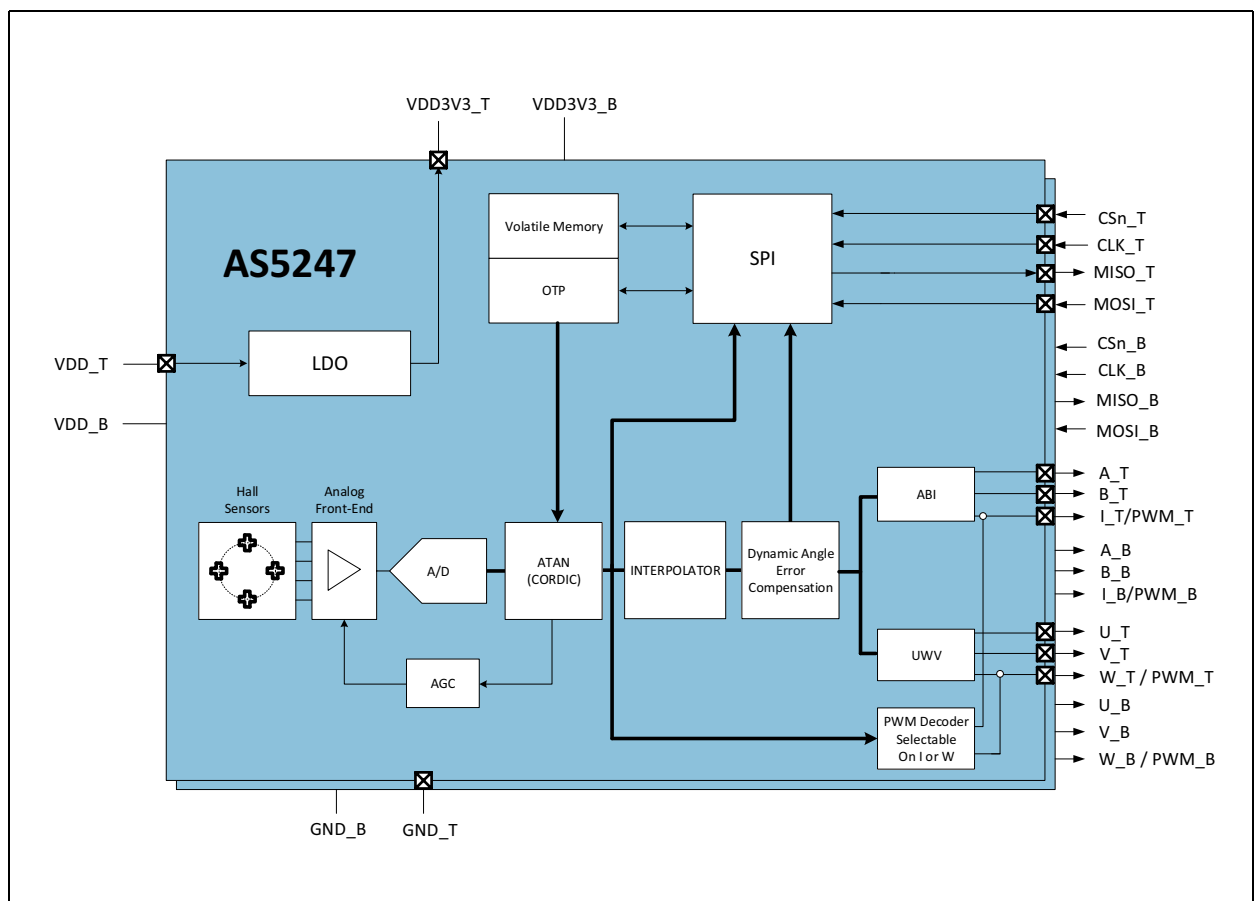 VDD3V3_T
VDD3V3_B
AS5247
Volatile Memory
OTP
SPI
CSn_T
CLK_T
MISO_T
MOSI_T
VDD_T
LDO
CSn_B
CLK_B
MISO_B
MOSI_B
VDD_B
Hall
Sensors
Analog
Front-End
A/D
ATAN
(CORDIC)
INTERPOLATOR
Dynamic Angle
Error
Compensation
ABI
A_T
B_T
I_T/PWM_T
A_B
B_B
I_B/PWM_B
AGC
UWV
U_T
V_T
W_T / PWM_T
PWM Decoder
Selectable
On I or W
U_B
V_B
W_B / PWM_B
GND_B
GND_T